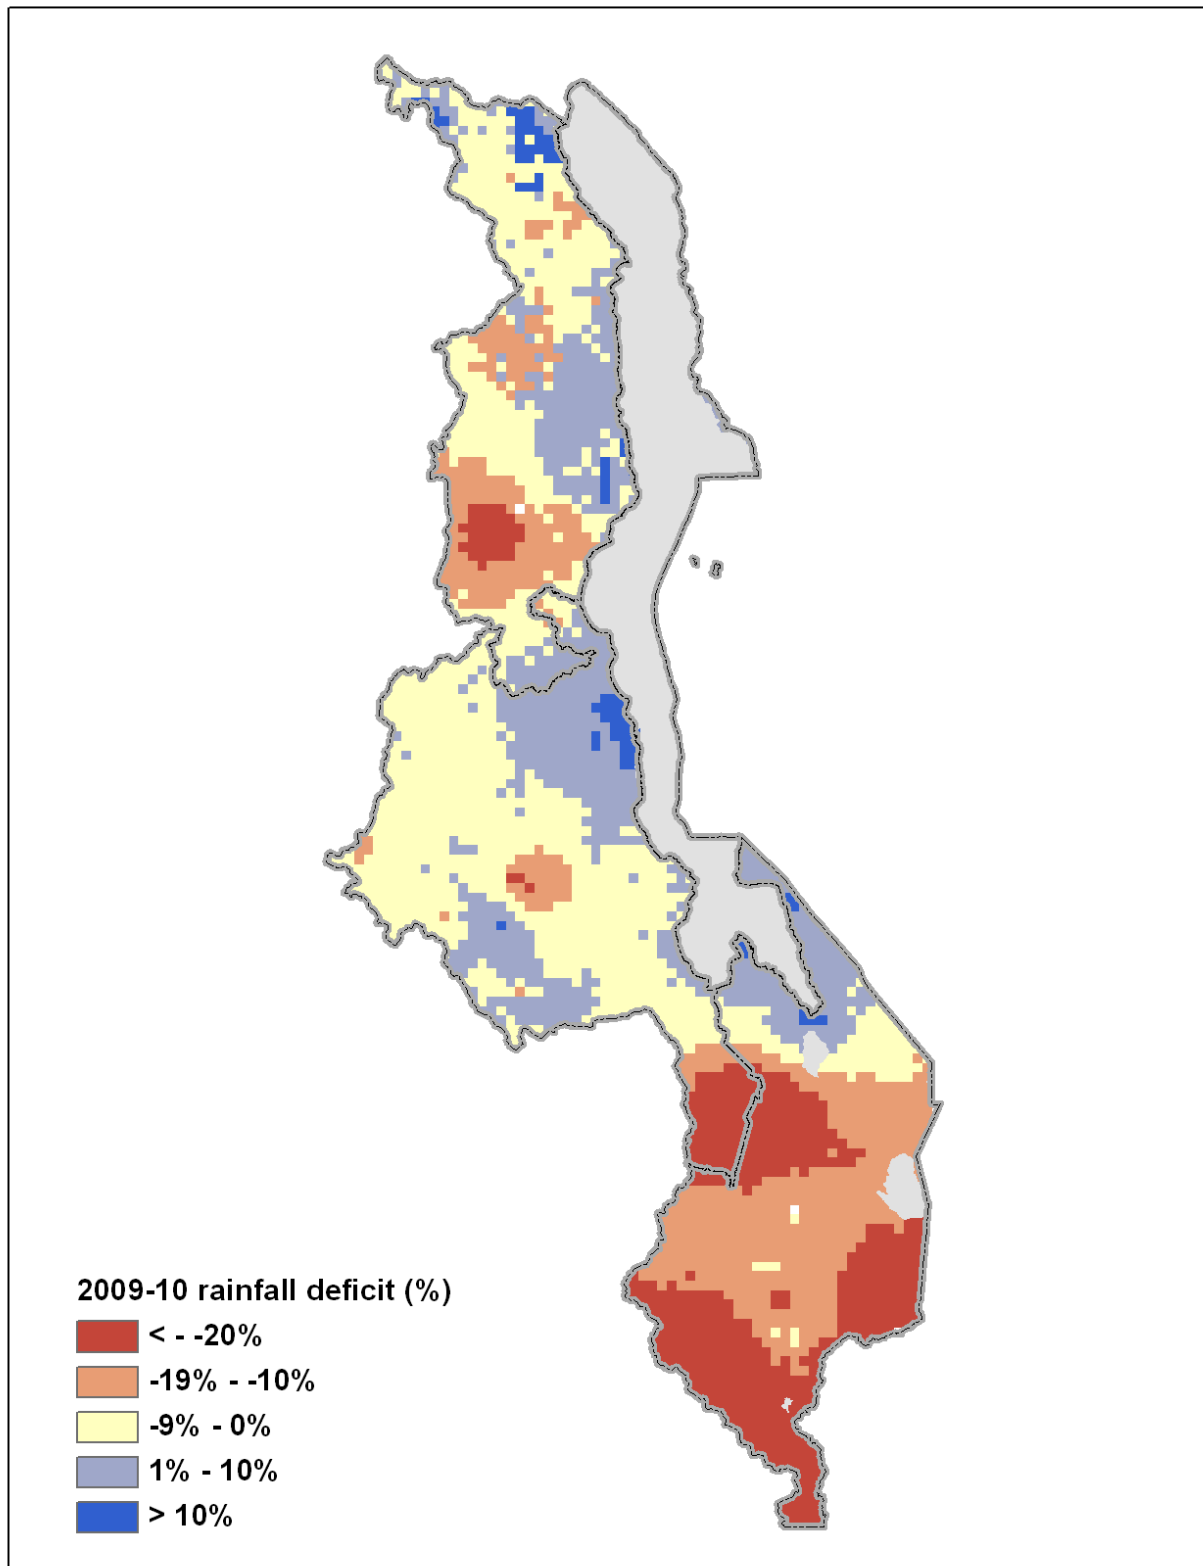 2009-10 rainfall deficit (%)
< - -20%
-19% - -10%
-9% - 0%
1% - 10%
> 10%